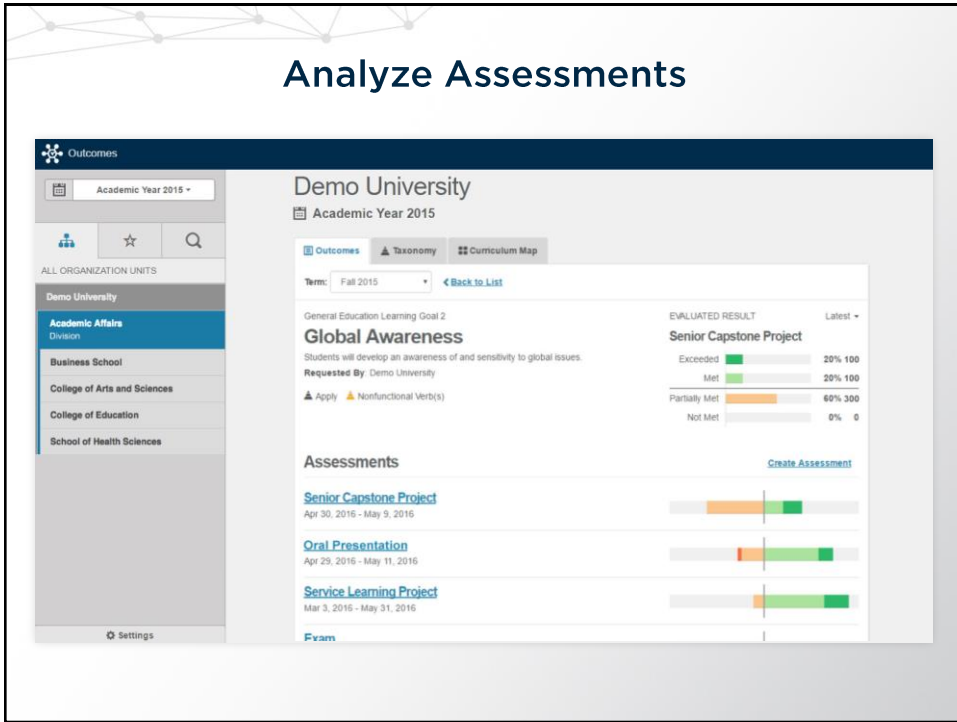 Analyze Assessments
Outcomes
Academic Year 2015
ALL ORGANIZATION UNITS
Demo University
Academic Affairs
Division
Business School
College of Arts and Sciences
College of Education
School of Health Sciences
Settings
Demo University
Academic Year 2015
Outcomes Taxonomy Curriculum Map
Term: Fall 2015 Back to List
General Education Learning Goal 2
Global Awareness
Students will develop an awareness of and sensitivity to global issues.
Requested By: Demo University
Apply Nonfunctional Verb(s)
EVALUATED RESULT Latest
Senior Capstone Project
Exceeded 20% 100
Met 20% 100
Partially Met 60% 300
Not Met 0% 0
Assessments Create Assessment
Senior Capstone Project
Apr 30, 2016 - May 9, 2016
Oral Presentation
Apr 29, 2016 - May 11, 2016
Service Learning Project
Mar 3, 2016 - May 31, 2016
Exam